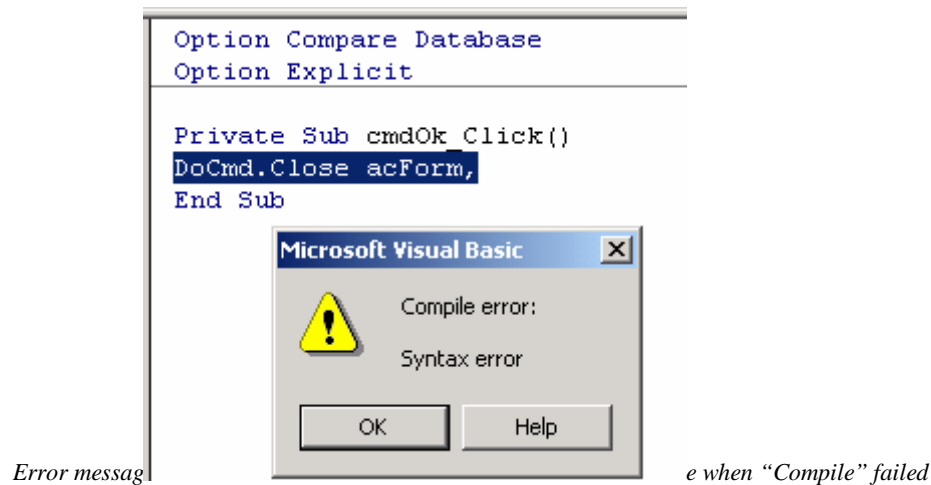 Option Compare Database
Option Explicit
Private Sub cmdOk_Click()
DoCmd.Close acForm,
End Sub
Microsoft Visual Basic
Compile error:
Syntax error
OK
Help
Error messag e when “Compile” failed